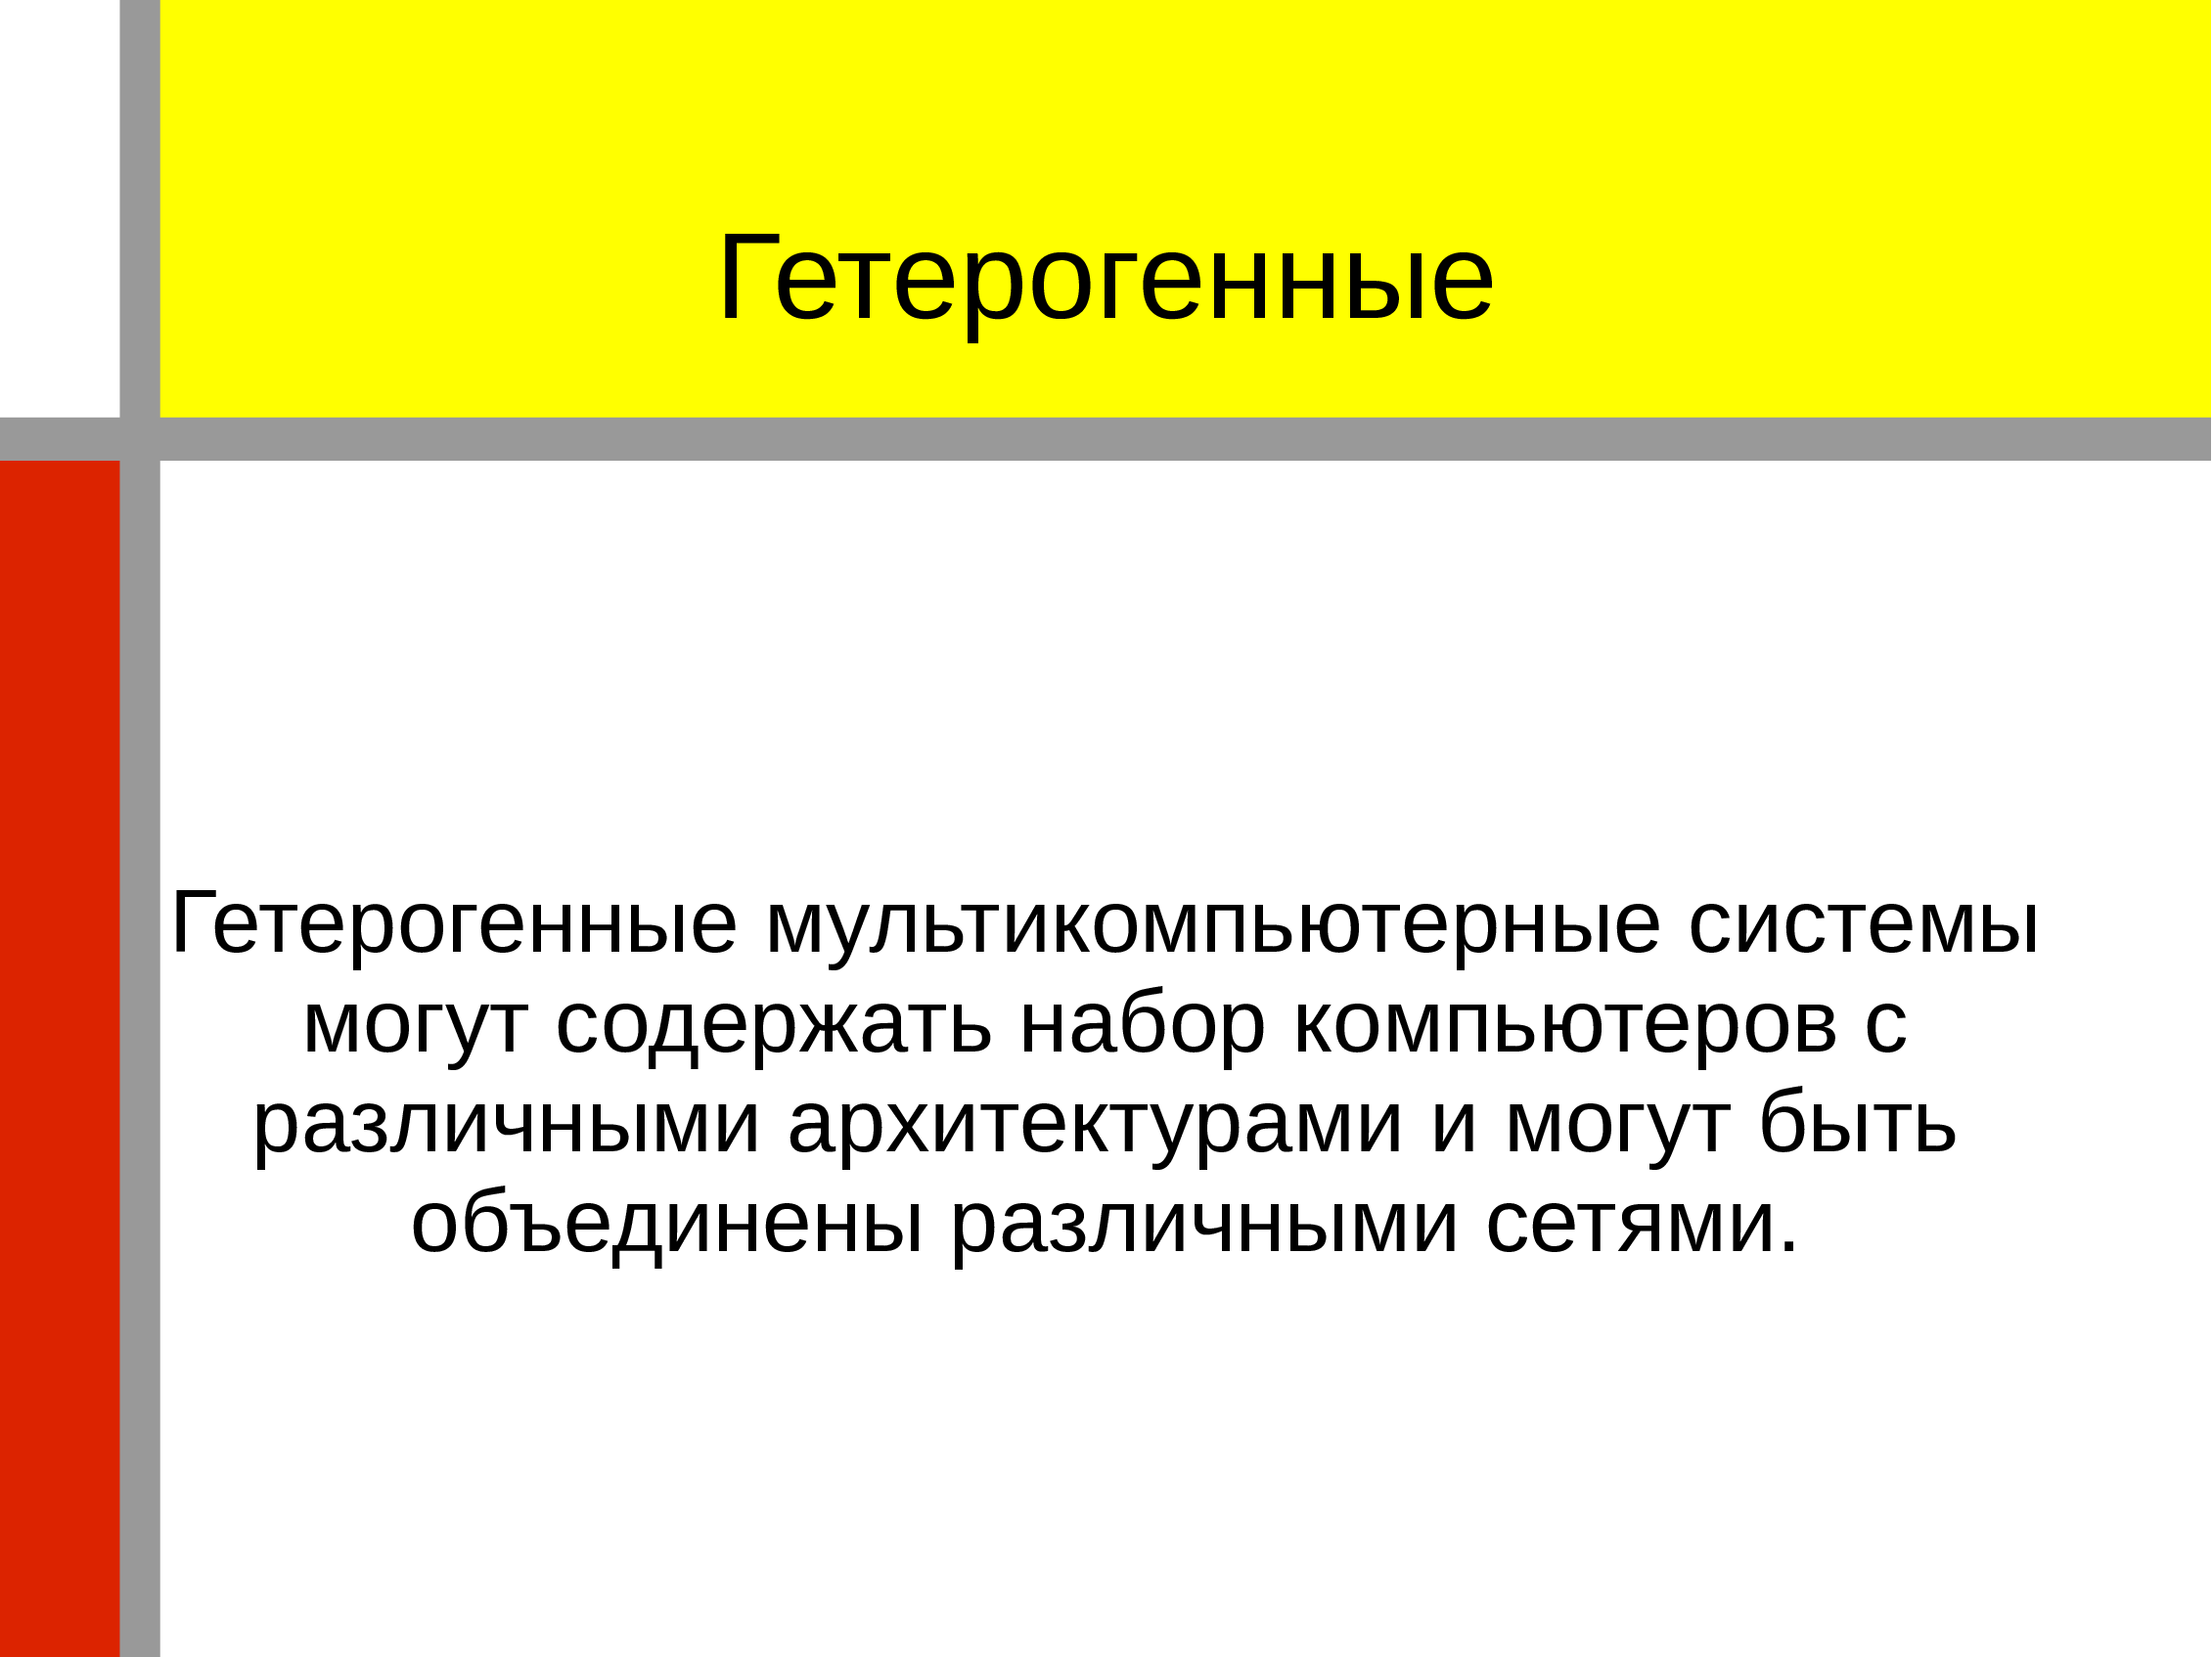 Гетерогенные
Гетерогенные мультикомпьютерные системы
могут содержать набор компьютеров с
различными архитектурами и могут быть
объединены различными сетями.